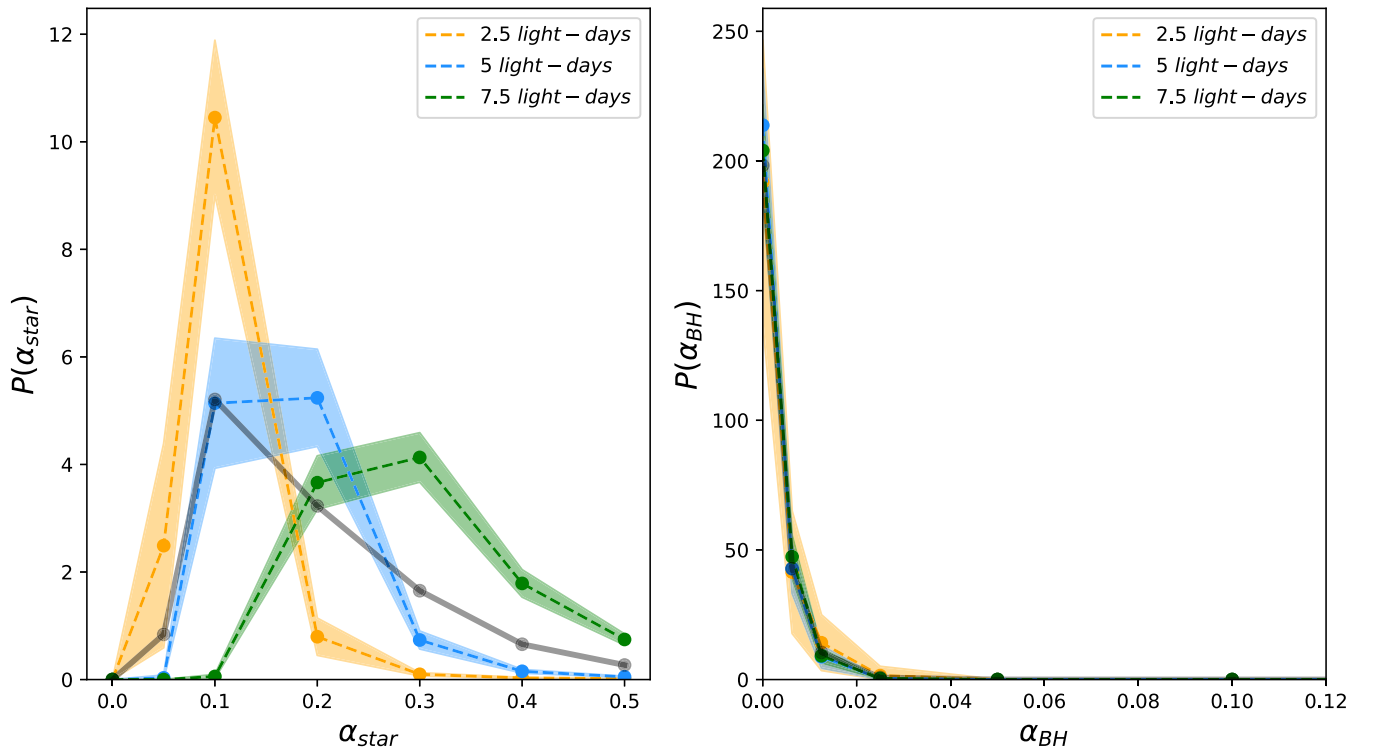 2.5 light−days
5 light−days
7.5 light−days
12
10
8
6
4
2
0
P(α_star)
0.0 0.1 0.2 0.3 0.4 0.5
α_star
2.5 light−days
5 light−days
7.5 light−days
250
200
150
100
50
0
P(α_BH)
0.00 0.02 0.04 0.06 0.08 0.10 0.12
α_BH